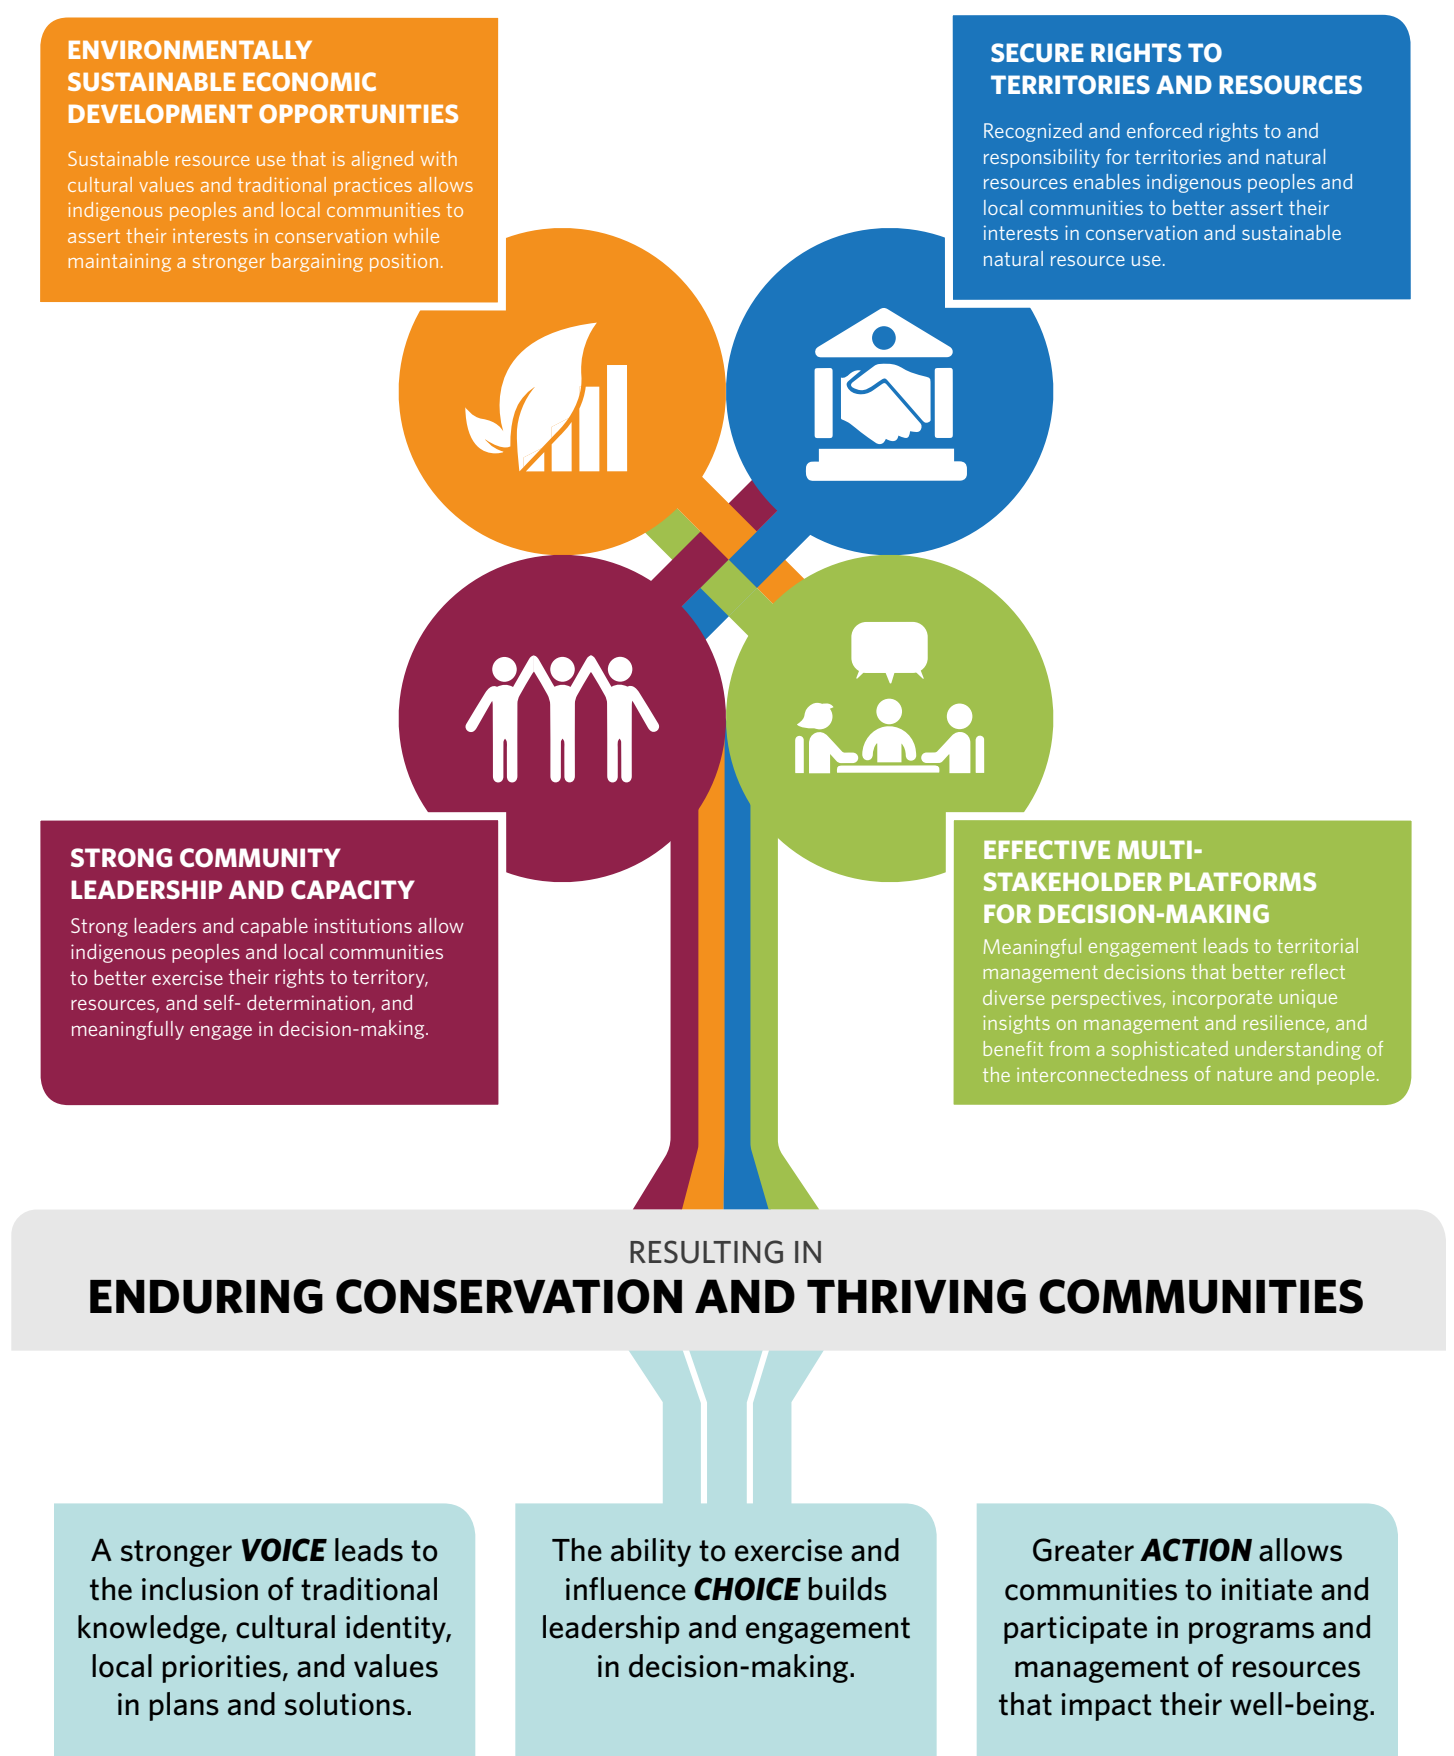 ENVIRONMENTALLY
SUSTAINABLE ECONOMIC
DEVELOPMENT OPPORTUNITIES
Sustainable resource use that is aligned with
cultural values and traditional practices allows
indigenous peoples and local communities to
assert their interests in conservation while
maintaining a stronger bargaining position.
SECURE RIGHTS TO
TERRITORIES AND RESOURCES
Recognized and enforced rights to and
responsibility for territories and natural
resources enables indigenous peoples and
local communities to better assert their
interests in conservation and sustainable
natural resource use.
STRONG COMMUNITY
LEADERSHIP AND CAPACITY
Strong leaders and capable institutions allow
indigenous peoples and local communities
to better exercise their rights to territory,
resources, and self- determination, and
meaningfully engage in decision-making.
EFFECTIVE MULTI-
STAKEHOLDER PLATFORMS
FOR DECISION-MAKING
Meaningful engagement leads to territorial
management decisions that better reflect
diverse perspectives, incorporate unique
insights on management and resilience, and
benefit from a sophisticated understanding of
the interconnectedness of nature and people.
RESULTING IN
ENDURING CONSERVATION AND THRIVING COMMUNITIES
A stronger VOICE leads to
the inclusion of traditional
knowledge, cultural identity,
local priorities, and values
in plans and solutions.
The ability to exercise and
influence CHOICE builds
leadership and engagement
in decision-making.
Greater ACTION allows
communities to initiate and
participate in programs and
management of resources
that impact their well-being.